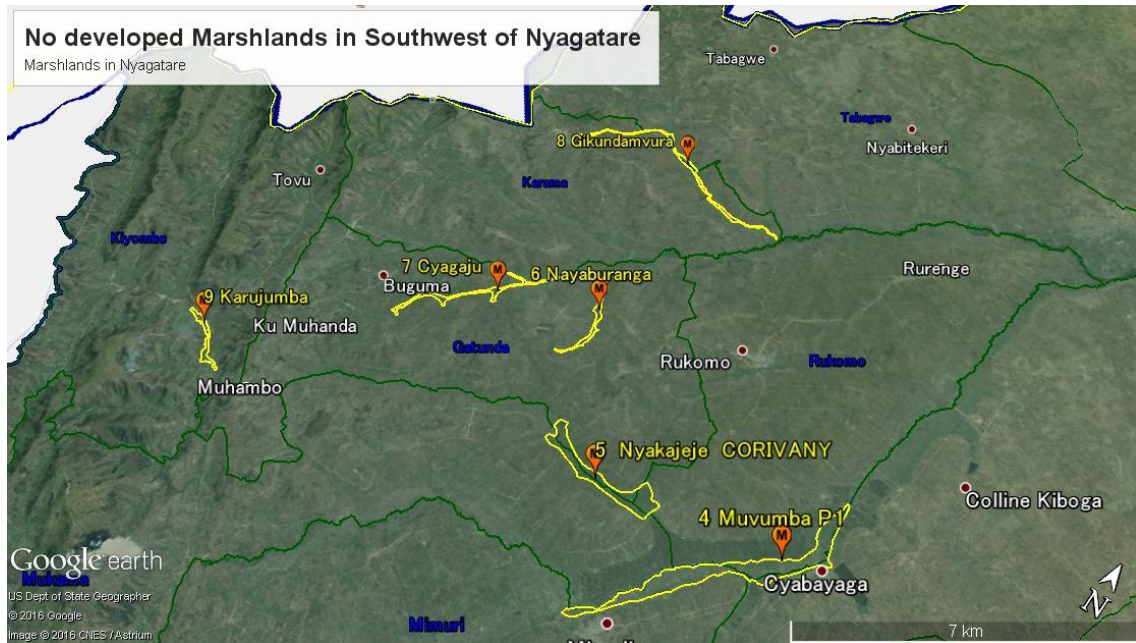 No developed Marshlands in Southwest of Nyagatare
Marshlands in Nyagatare
Tabagwe
Tabagwe
Nyabitekeri
8 Gikundamvura
Tovu
Karama
Kiyombe
7 Cyagaju
6 Nayaburanga
Rurenge
Buguma
9 Karujumba
Ku Muhanda
Gatunda
Rukomo
Rukomo
Muhambo
5 Nyakajeje CORIVANY
Colline Kiboga
4 Muvumba P1
Google earth
Cyabayaga
US Dept of State Geographer
© 2016 Google
Mimuri
Image © 2016 CNES / Astrium
N
7 km
M
M
M
M
M